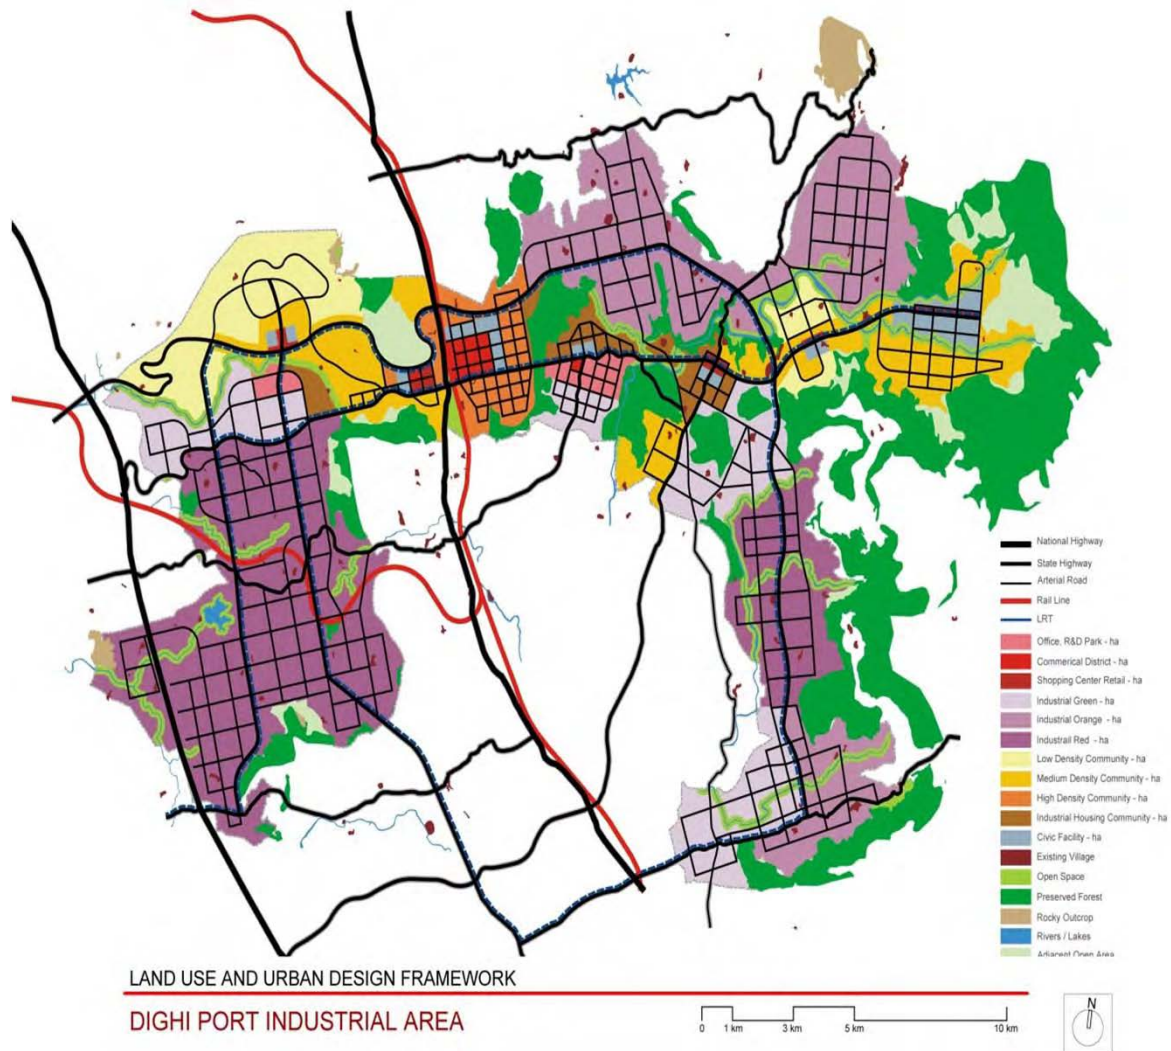 National Highway
State Highway
Arterial Road
Rail Line
LRT
Office, R&D Park - ha
Commerical District - ha
Shopping Center Retail - ha
Industrial Green - ha
Industrial Orange - ha
Industrail Red - ha
Low Density Community - ha
Medium Density Community - ha
High Density Community - ha
Industrial Housing Community - ha
Civic Facility - ha
Existing Village
Open Space
Preserved Forest
Rocky Outcrop
Rivers / Lakes
Adjacent Open Area
LAND USE AND URBAN DESIGN FRAMEWORK
DIGHI PORT INDUSTRIAL AREA
0 1 km 3 km 5 km 10 km
N